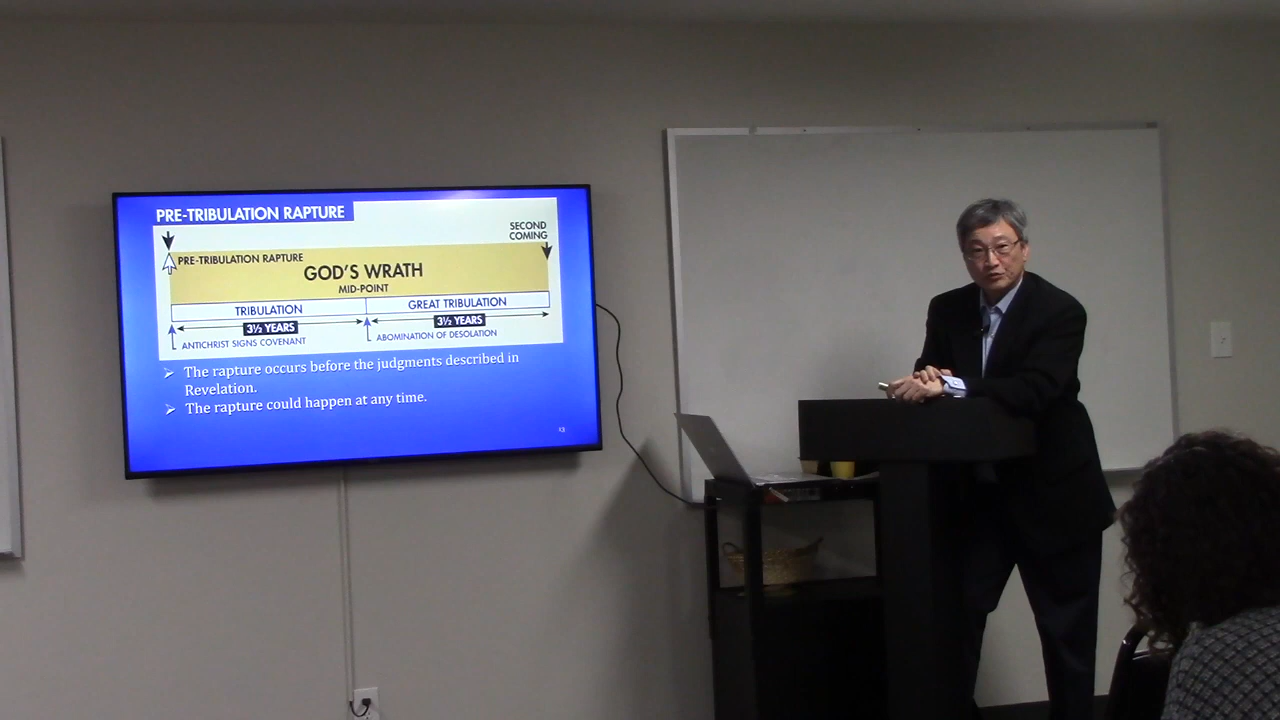 PRE-TRIBULATION RAPTURE
SECOND
COMING
PRE-TRIBULATION RAPTURE
GOD'S WRATH
MID-POINT
TRIBULATION
GREAT TRIBULATION
3½ YEARS
3½ YEARS
ANTICHRIST SIGNS COVENANT
ABOMINATION OF DESOLATION
➢ The rapture occurs before the judgments described in
Revelation.
➢ The rapture could happen at any time.
13